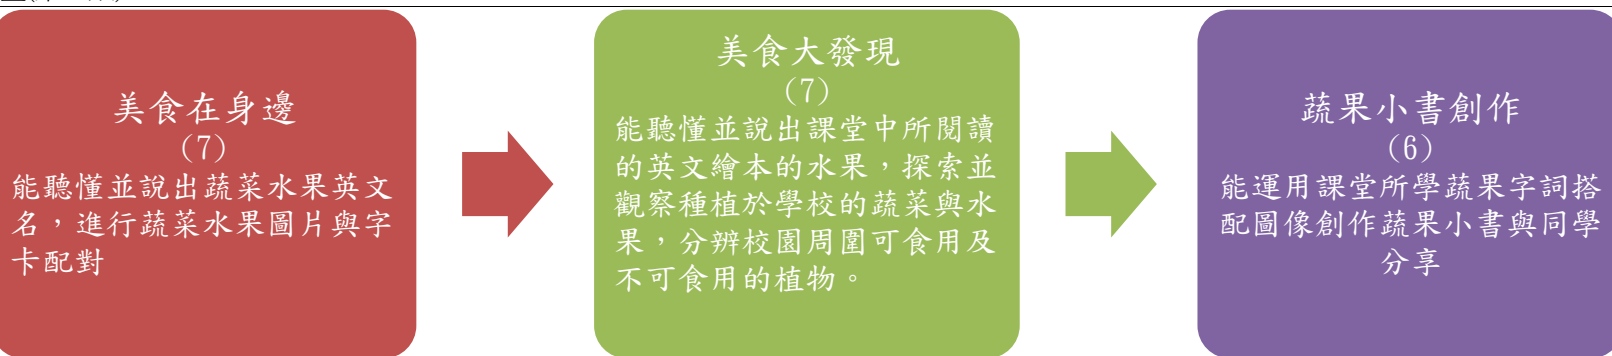 美食在身邊
(7)
能聽懂並說出蔬菜水果英文
名，進行蔬菜水果圖片與字
卡配對
美食大發現
(7)
能聽懂並說出課堂中所閱讀
的英文繪本的水果，探索並
觀察種植於學校的蔬菜與水
果，分辨校園周圍可食用及
不可食用的植物。
蔬果小書創作
(6)
能運用課堂所學蔬果字詞搭
配圖像創作蔬果小書與同學
分享